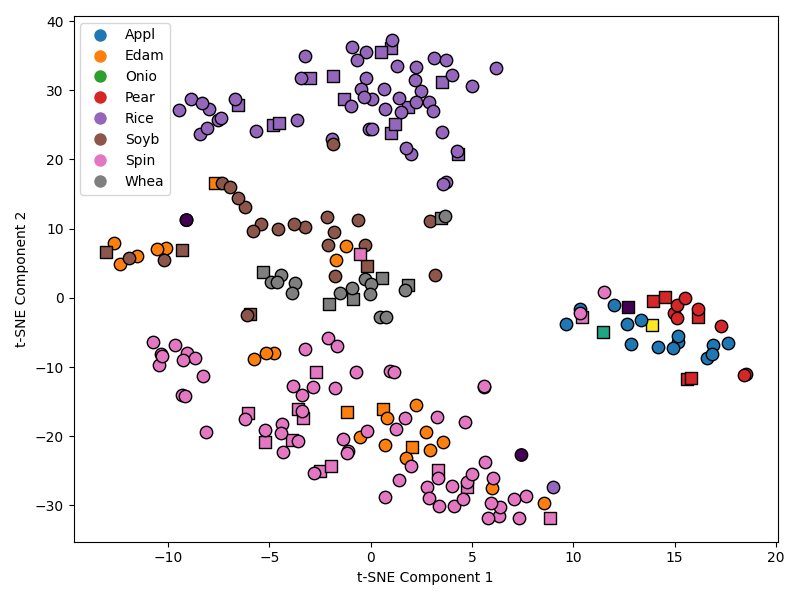 40
30
20
10
0
−10
−20
−30
t-SNE Component 2
Appl
Edam
Onio
Pear
Rice
Soyb
Spin
Whea
−10
−5
0
5
10
15
20
t-SNE Component 1